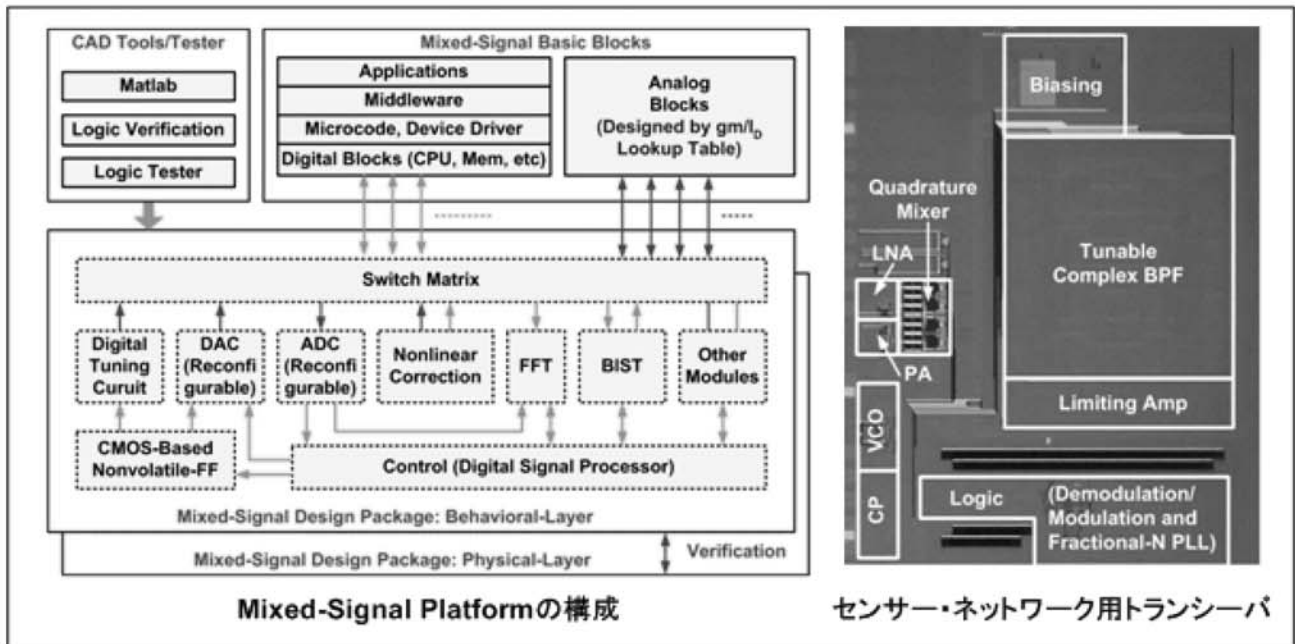 CAD Tools/Tester
Matlab
Logic Verification
Logic Tester
Mixed-Signal Basic Blocks
Applications
Middleware
Microcode, Device Driver
Digital Blocks (CPU, Mem, etc)
Analog
Blocks
(Designed by gm/ID
Lookup Table)
Switch Matrix
Digital
Tuning
Curuit
DAC
(Reconfi
gurable)
ADC
(Reconfi
gurable)
Nonlinear
Correction
FFT
BIST
Other
Modules
CMOS-Based
Nonvolatile-FF
Control (Digital Signal Processor)
Mixed-Signal Design Package: Behavioral-Layer
Mixed-Signal Design Package: Physical-Layer
Verification
Mixed-Signal Platformの構成
Biasing
Quadrature
Mixer
LNA
PA
Tunable
Complex BPF
Limiting Amp
VCO
CP
Logic
(Demodulation/
Modulation and
Fractional-N PLL)
センサー・ネットワーク用トランシーバ